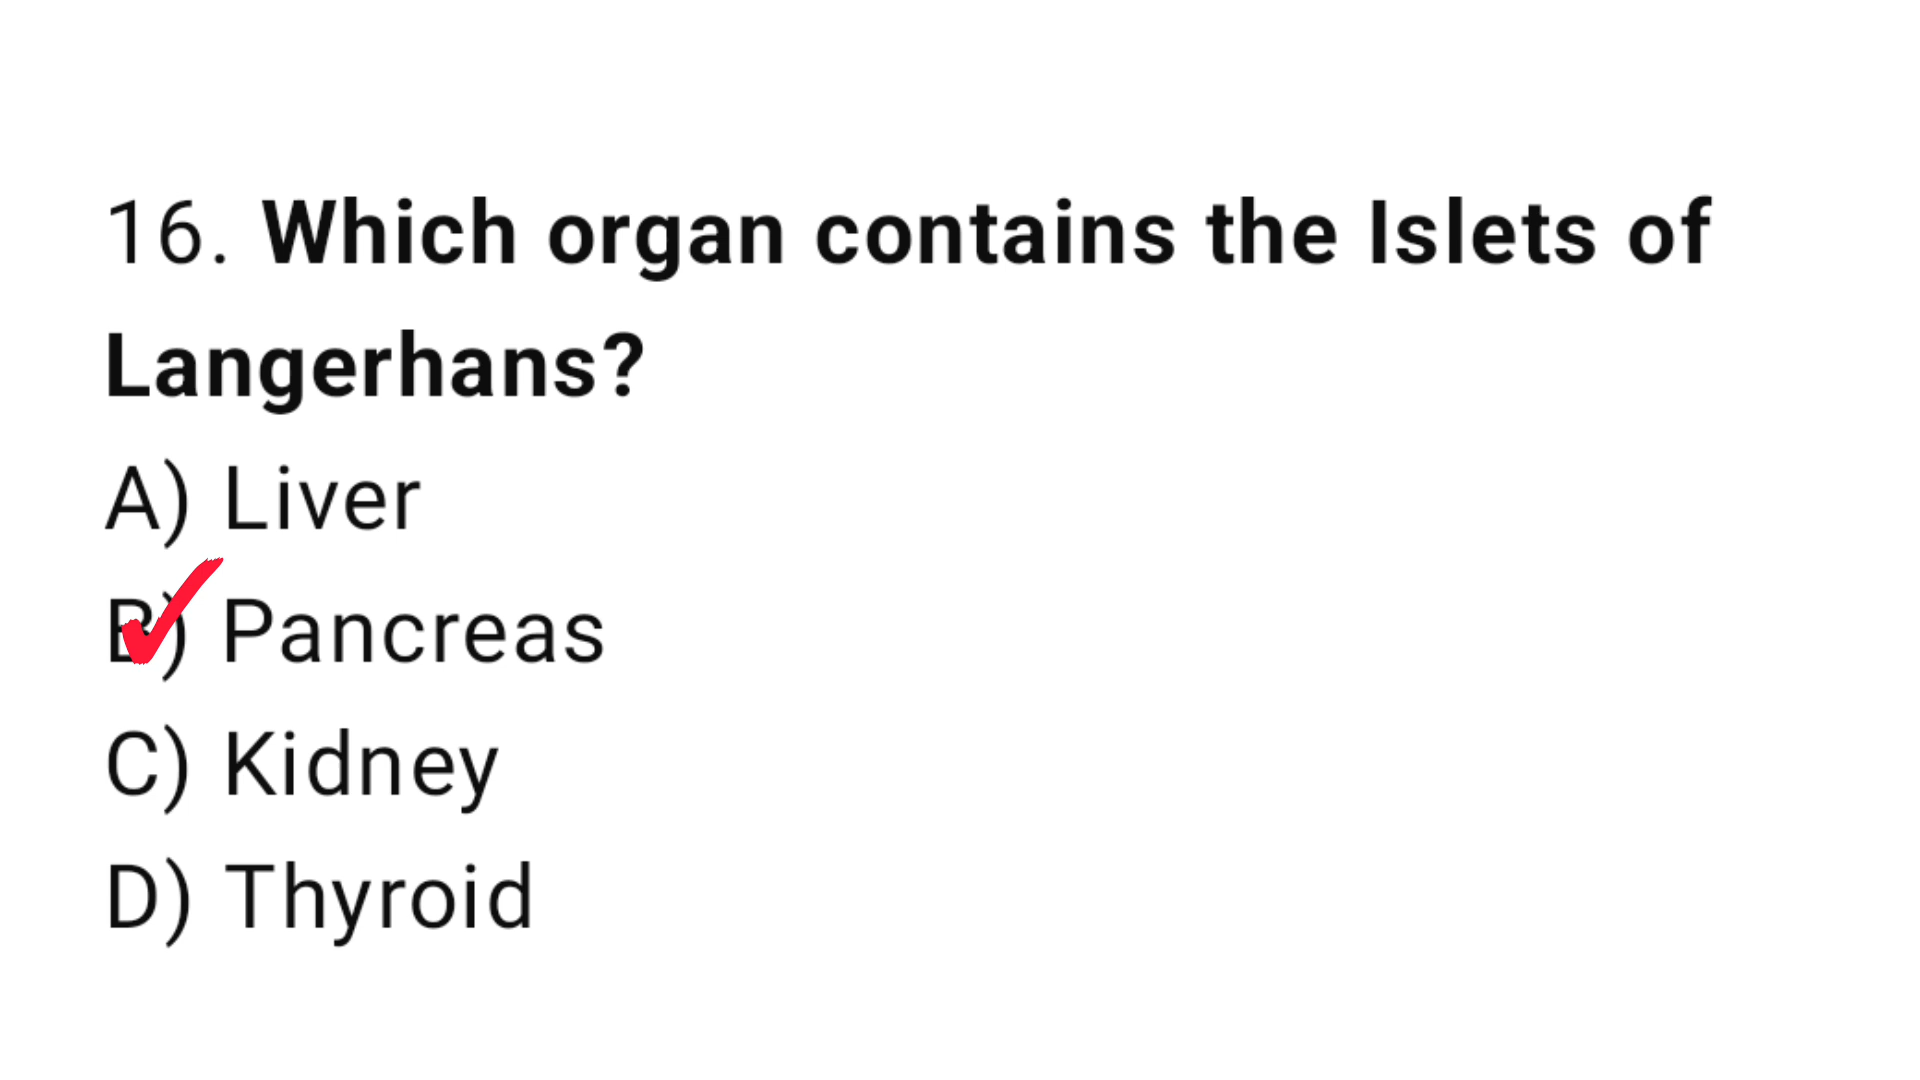 16. Which organ contains the Islets of
Langerhans?
A) Liver
B) Pancreas
C) Kidney
D) Thyroid